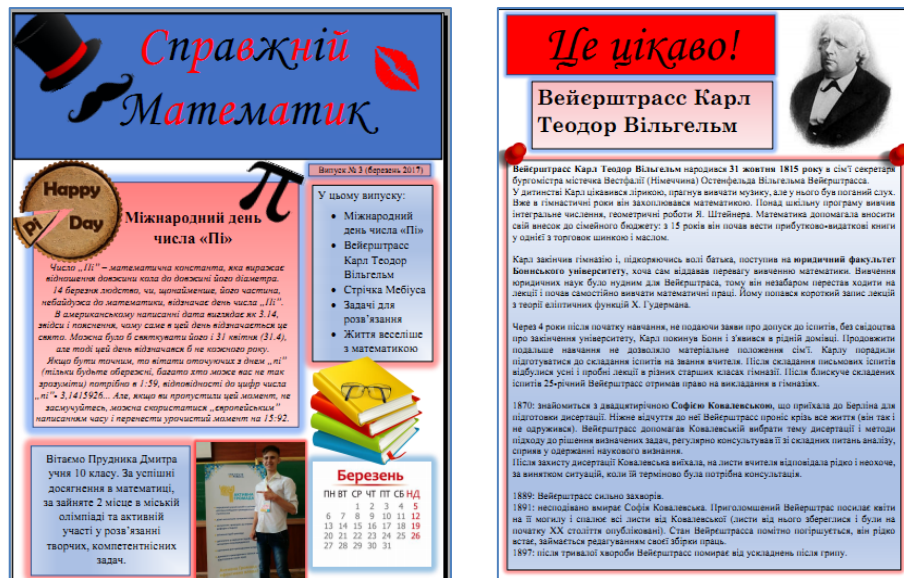 Справжній
Математик
Випуск № 3 (березень 2017)
Happy
Pi Day
Міжнародний день
числа «Пі»
Число „Пі" – математична константа, яка виражає
відношення довжини кола до довжини його діаметра.
14 березня людство, чи, щонайменше, його частина,
небайдужа до математики, відзначає день числа „Пі".
В американському написанні дата виглядає як 3.14,
звідси і пояснення, чому саме в цей день відзначається це
свято. Можна було б святкувати його і 31 квітня (31.4),
але тоді цей день відзначався б не кожного року.
Якщо бути точним, то вітати оточуючих з днем „пі"
(тільки будьте обережні, багато хто може вас не так
зрозуміти) потрібно в 1:59, відповідності до цифр числа
„пі"- 3,1415926... Але, якщо ви пропустили цей момент, не
засмучуйтесь, можна скористатися „європейським"
написанням часу і перенести урочистий момент на 15:92.
У цьому випуску:
• Міжнародний
день числа «Пі»
• Вейєрштрасс
Карл Теодор
Вільгельм
• Стрічка Мебіуса
• Задачі для
розв'язання
• Життя веселіше
з математикою
Вітаємо Прудника Дмитра
учня 10 класу. За успішні
досягнення в математиці,
за зайняте 2 місце в міській
олімпіаді та активній
участі у розв'язанні
творчих, компетентнісних
задач.
Березень
ПН ВТ СР ЧТ ПТ СБ НД
1 2 3 4 5
6 7 8 9 10 11 12
13 14 15 16 17 18 19
20 21 22 23 24 25 26
27 28 29 30 31
Це цікаво!
Вейєрштрасс Карл
Теодор Вільгельм
Вейєрштрасс Карл Теодор Вільгельм народився 31 жовтня 1815 року в сім'ї секретаря
бургомістра містечка Вестфалії (Німеччина) Остенфельда Вільгельма Вейєрштрасса.
У дитинстві Карл цікавився лірикою, прагнув вивчати музику, але у нього був поганий слух.
Вже в гімнастичні роки він захоплювався математикою. Понад шкільну програму вивчив
інтегральне числення, геометричні роботи Я. Штейнера. Математика допомагала вносити
свій внесок до сімейного бюджету: з 15 років він почав вести прибутково-видаткові книги
у однієї з торговок шинкою і маслом.
Карл закінчив гімназію і, підкоряючись волі батька, поступив на юридичний факультет
Боннського університету, хоча сам віддавав перевагу вивченню математики. Вивчення
юридичних наук було нудним для Вейєрштраса, тому він незабаром перестав ходити на
лекції і почав самостійно вивчати математичні праці. Йому попався короткий запис лекцій
з теорії еліптичних функцій Х. Гудермана.
Через 4 роки після початку навчання, не подаючи заяви про допуск до іспитів, без свідоцтва
про закінчення університету, Карл покинув Бонн і з'явився в рідній домівці. Продовжити
подальше навчання не дозволяло матеріальне положення сім'ї. Карлу порадили
підготуватися до складання іспитів на звання вчителя. Після складання письмових іспитів
відбулися усні і пробні лекції в різних старших класах гімназії. Після блискуче складених
іспитів 25-річний Вейєрштрасс отримав право на викладання в гімназіях.
1870: знайомиться з двадцятирічною Софією Ковалевською, що приїхала до Берліна для
підготовки дисертації. Ніжне відчуття до неї Вейєрштрасс проніс крізь все життя (він так і
не одружився). Вейєрштрасс допомагав Ковалевській вибрати тему дисертації і методи
підходу до рішення визначних задач, регулярно консультував її зі складних питань аналізу,
сприяв у одержанні наукового визнання.
Після захисту дисертації Ковалевська виїхала, на листи вчителя відповідала рідко і неохоче,
за винятком ситуацій, коли їй терміново була потрібна консультація.
1889: Вейєрштрасс сильно захворів.
1891: несподівано вмирає Софія Ковалевська. Приголомшений Вейєрштрас посилає квіти
на її могилу і спалює всі листи від Ковалевської (листи від нього збереглися і були на
початку ХХ століття опубліковані). Стан Вейєрштрасса помітно погіршується, він рідко
встає, займається редагуванням своєї збірки праць.
1897: після тривалої хвороби Вейєрштрасс помирає від ускладнень після грипу.